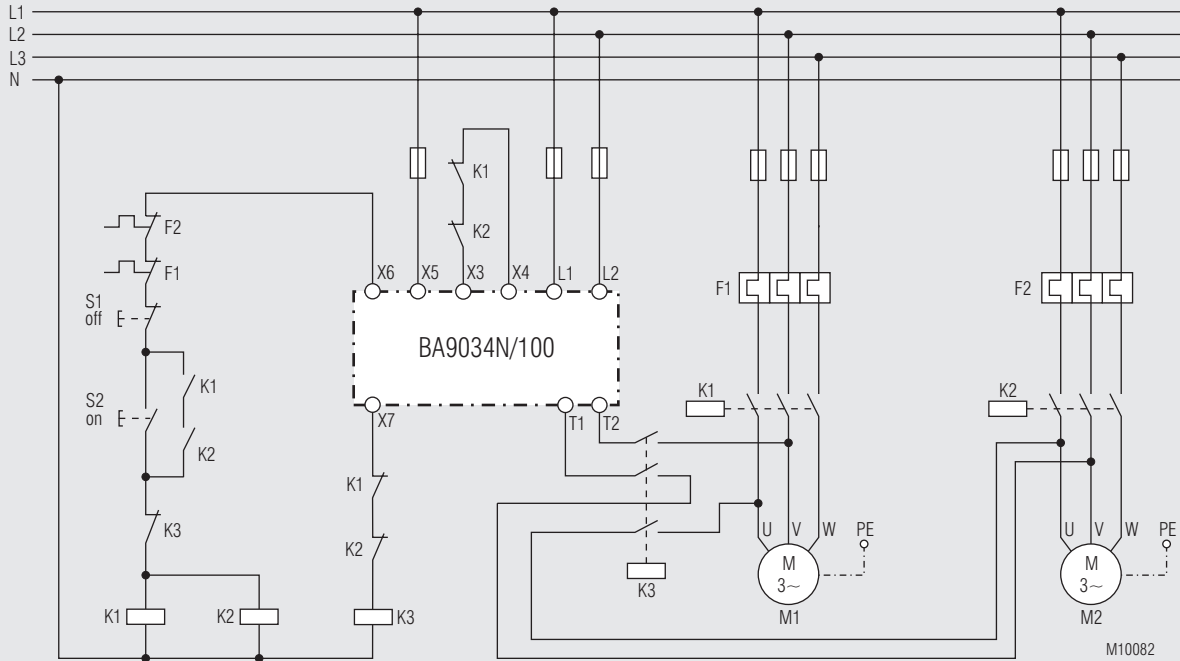 L1
L2
L3
N
K1
K2
F2
F1
X6 X5 X3 X4 L1 L2
S1
off
BA9034N/100
F1
F2
K1
S2
on
K2
X7
T1 T2
K1
K2
K1
K3
K2
U V W PE
U V W PE
M
3~
M1
M
3~
M2
K3
K1
K2
K3
M10082